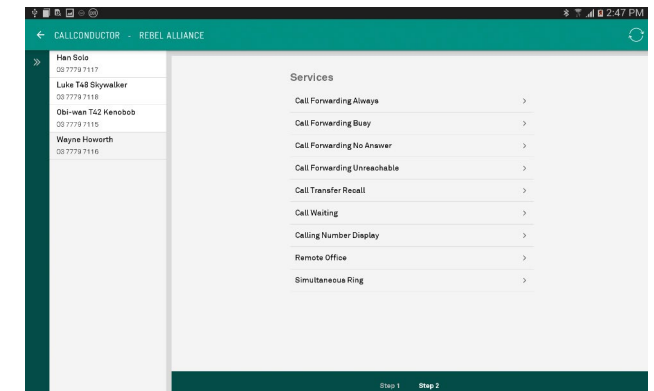 2:47 PM
CALLCONDUCTOR - REBEL ALLIANCE
Han Solo
03 7779 7117
Luke T48 Skywalker
03 7779 7118
Obi-wan T42 Kenobob
03 7779 7115
Wayne Howorth
03 7779 7116
Services
Call Forwarding Always
Call Forwarding Busy
Call Forwarding No Answer
Call Forwarding Unreachable
Call Transfer Recall
Call Waiting
Calling Number Display
Remote Office
Simultaneous Ring
Step 1 Step 2